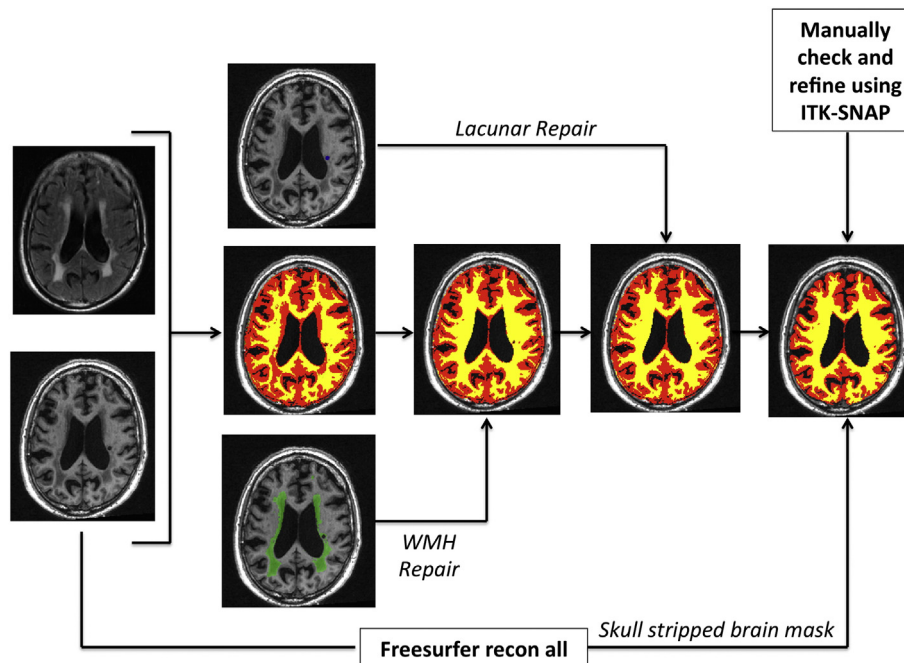 Manually
check and
refine using
ITK-SNAP
Lacunar Repair
WMH
Repair
Freesurfer recon all
Skull stripped brain mask